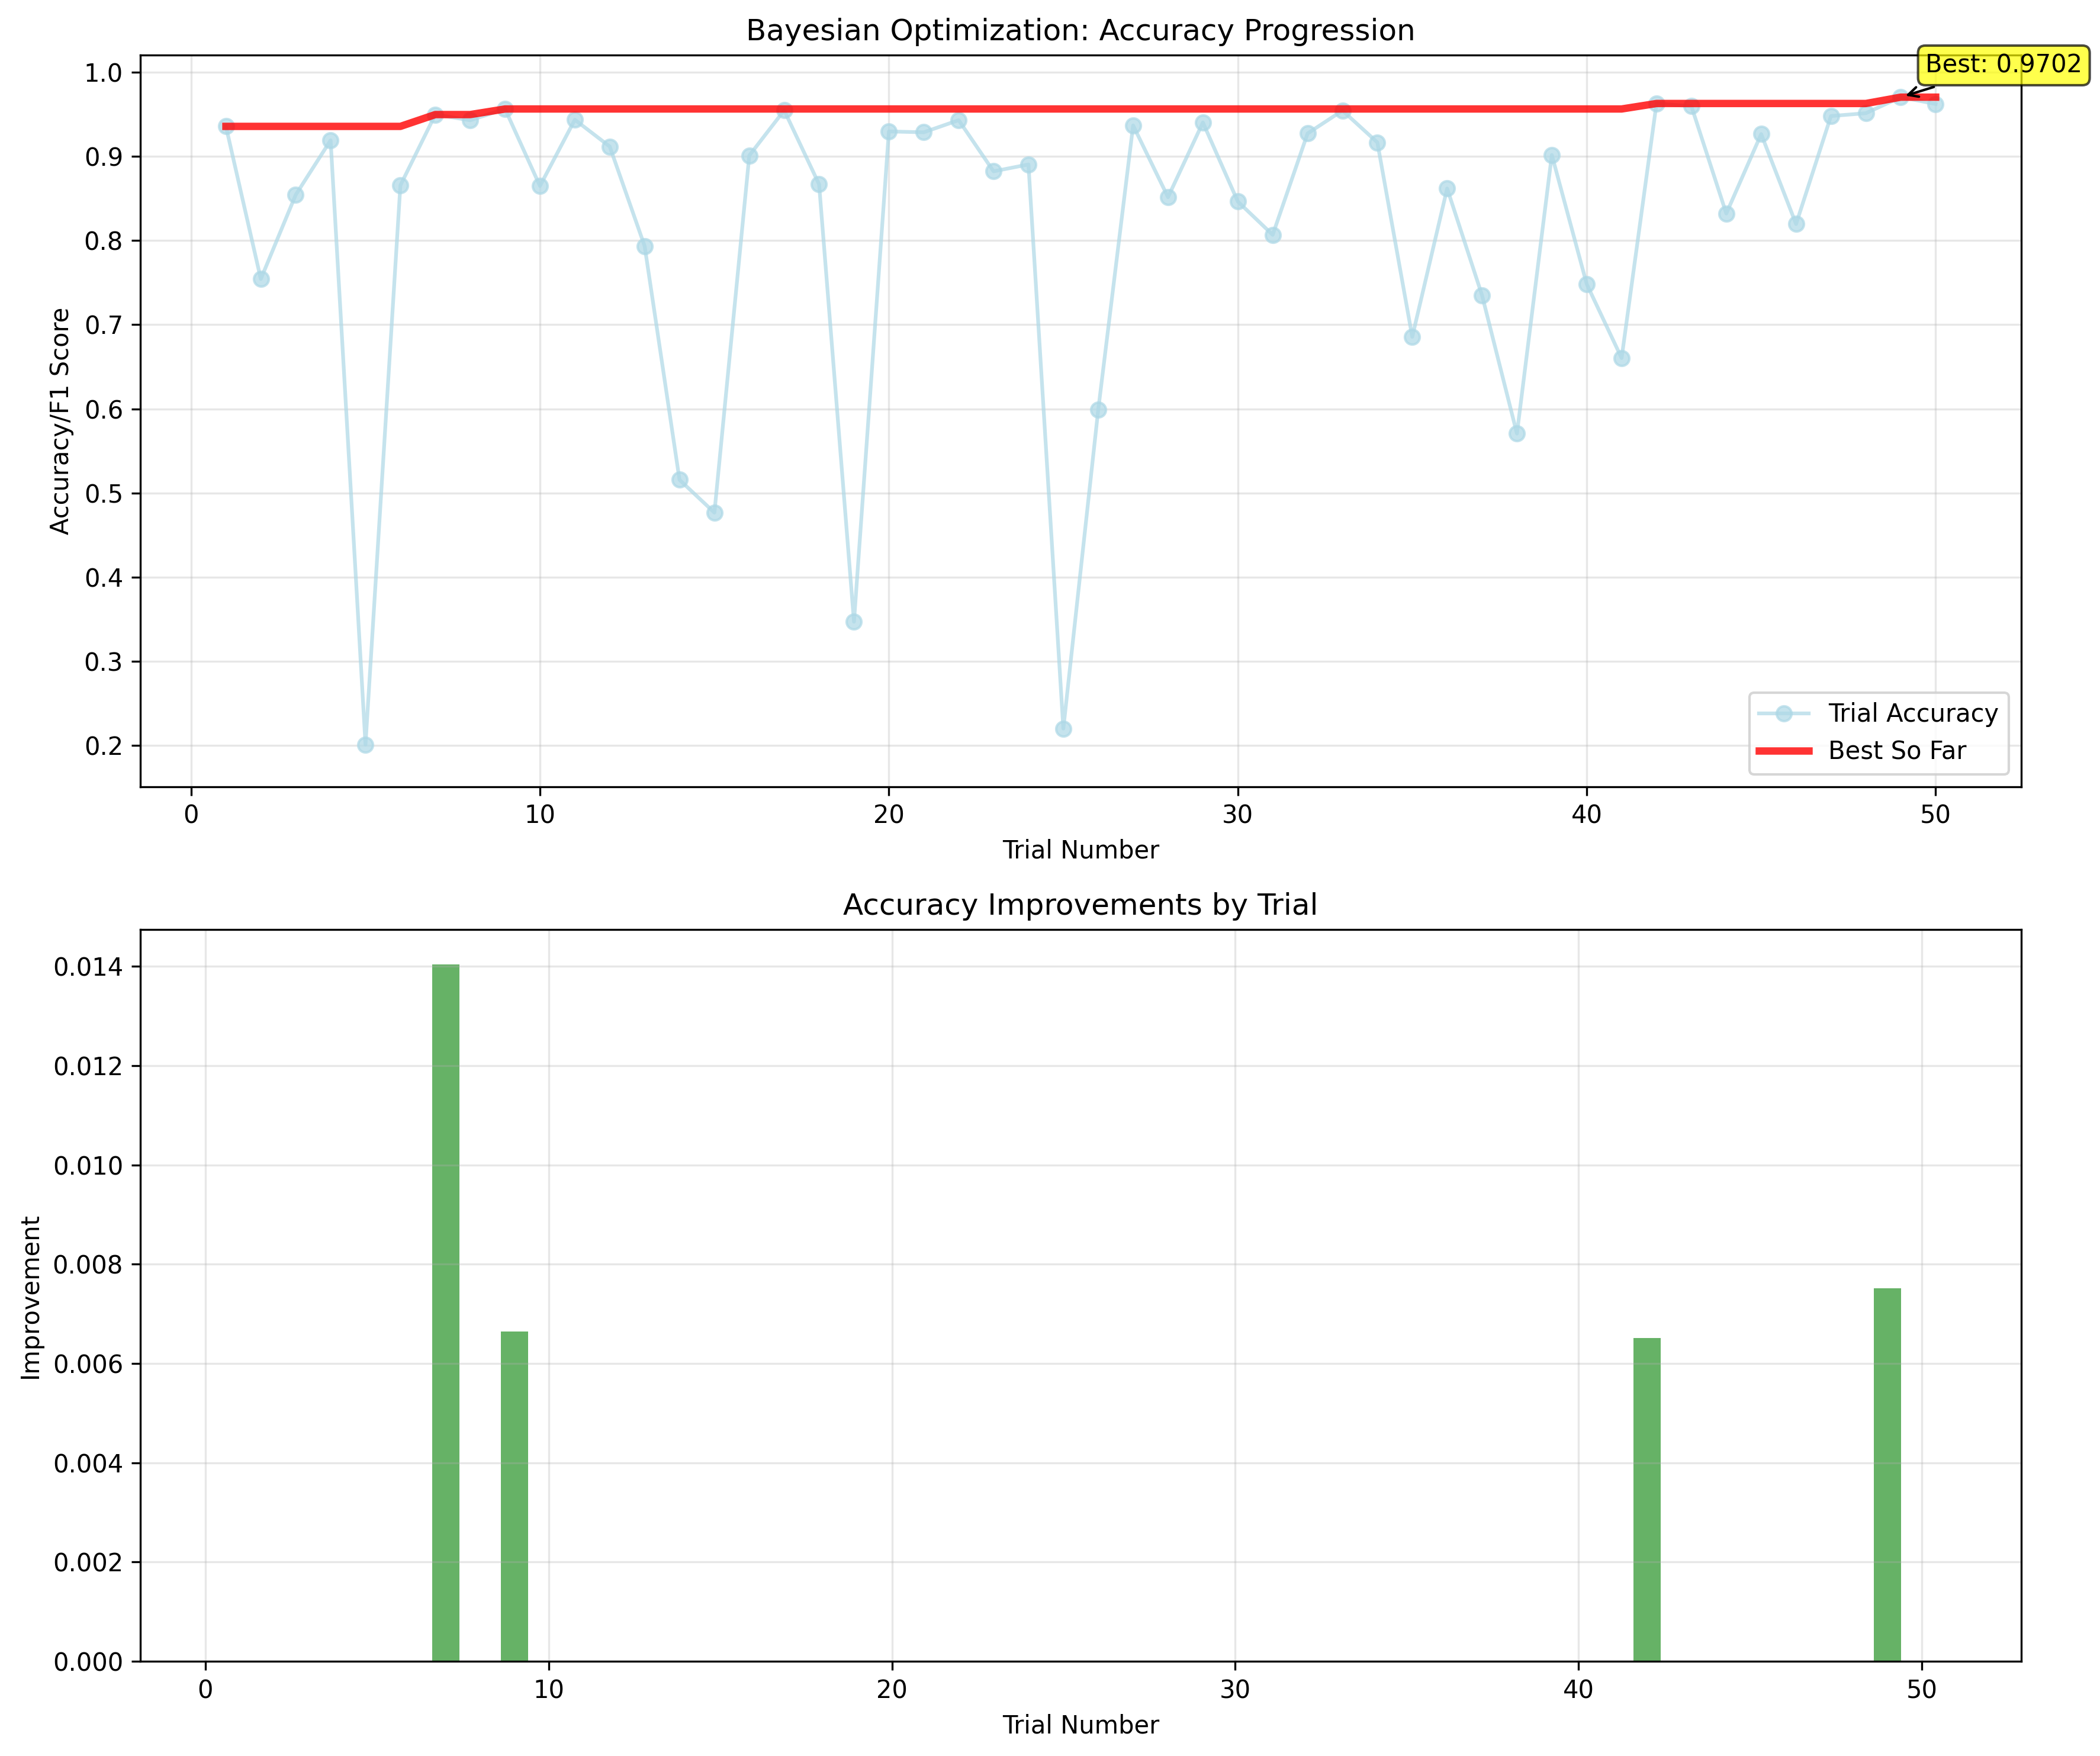 Bayesian Optimization: Accuracy Progression
Best: 0.9702
1.0
0.9
0.8
0.7
0.6
0.5
0.4
0.3
0.2
Accuracy/F1 Score
Trial Accuracy
Best So Far
0 10 20 30 40 50
Trial Number
Accuracy Improvements by Trial
0.014
0.012
0.010
0.008
0.006
0.004
0.002
0.000
Improvement
0 10 20 30 40 50
Trial Number